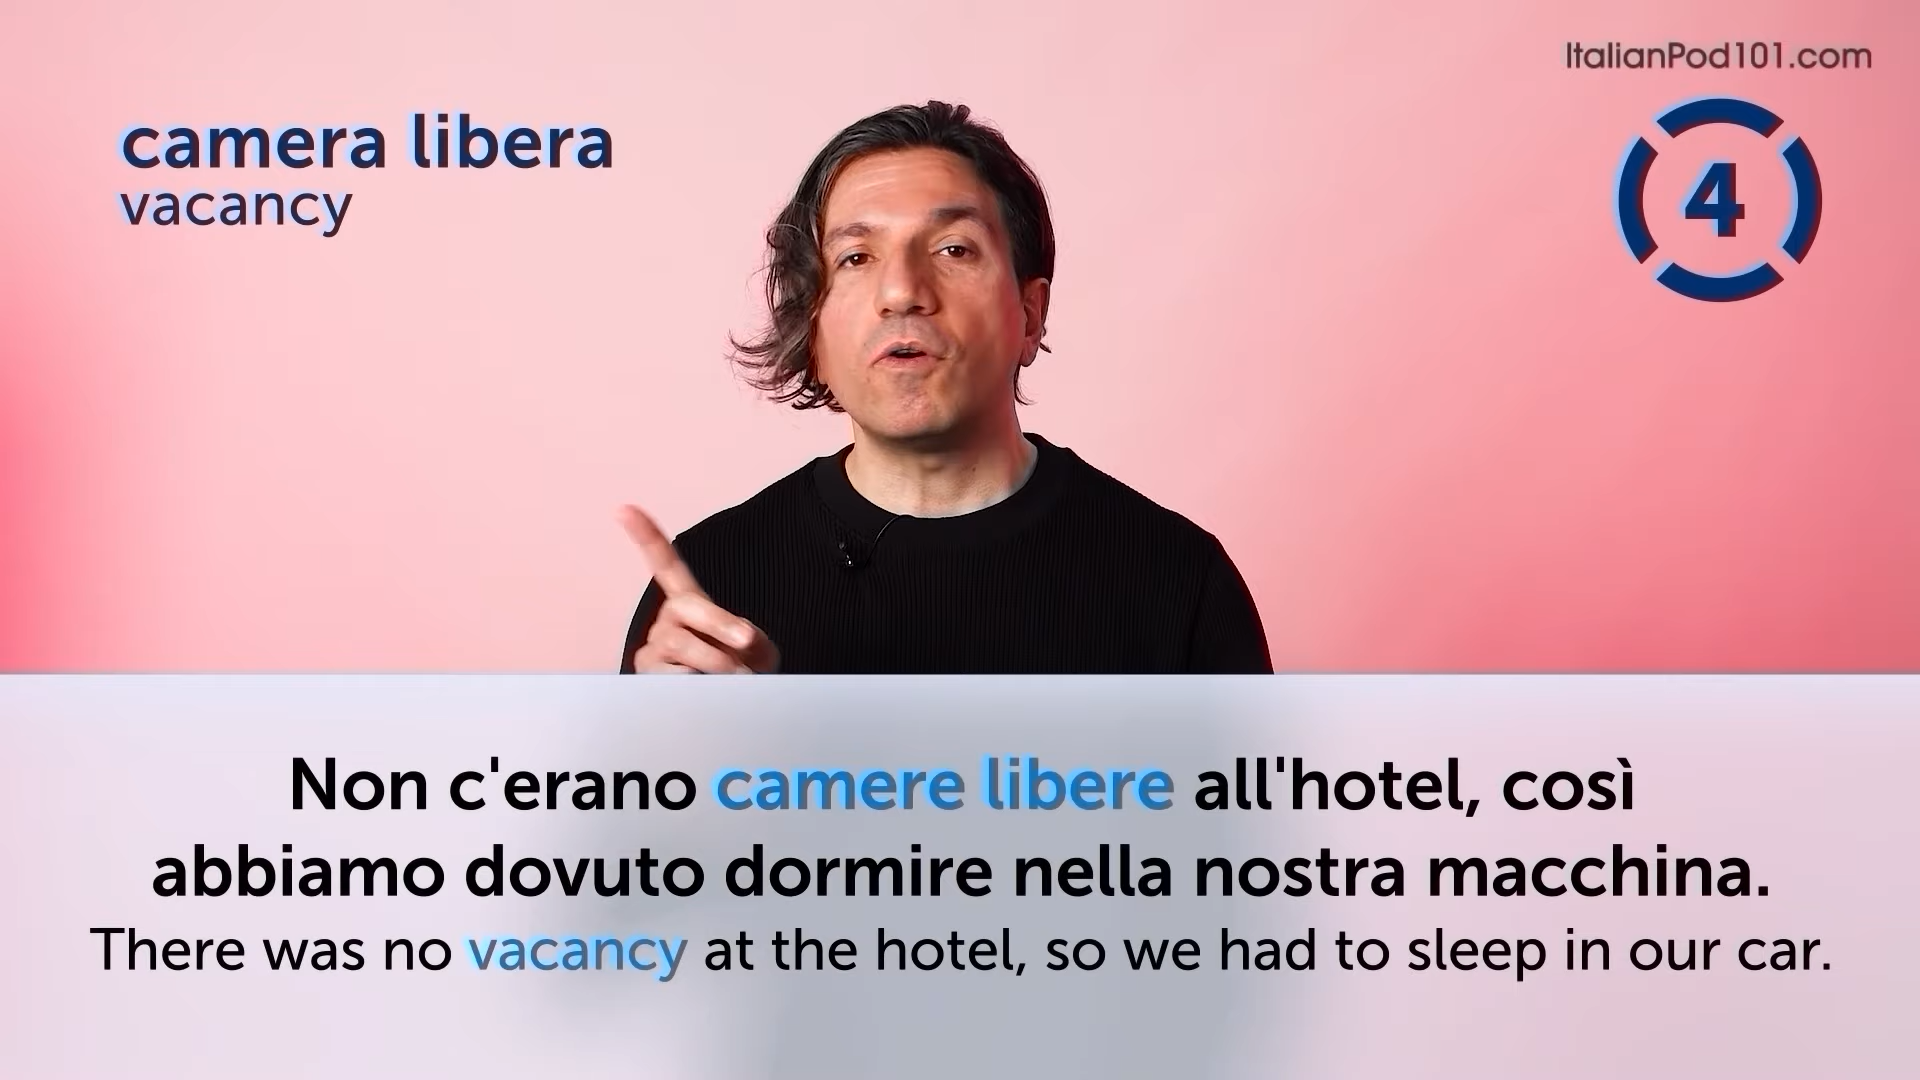 ItalianPod101.com
camera libera
vacancy
4
Non c'erano camere libere all'hotel, così
abbiamo dovuto dormire nella nostra macchina.
There was no vacancy at the hotel, so we had to sleep in our car.